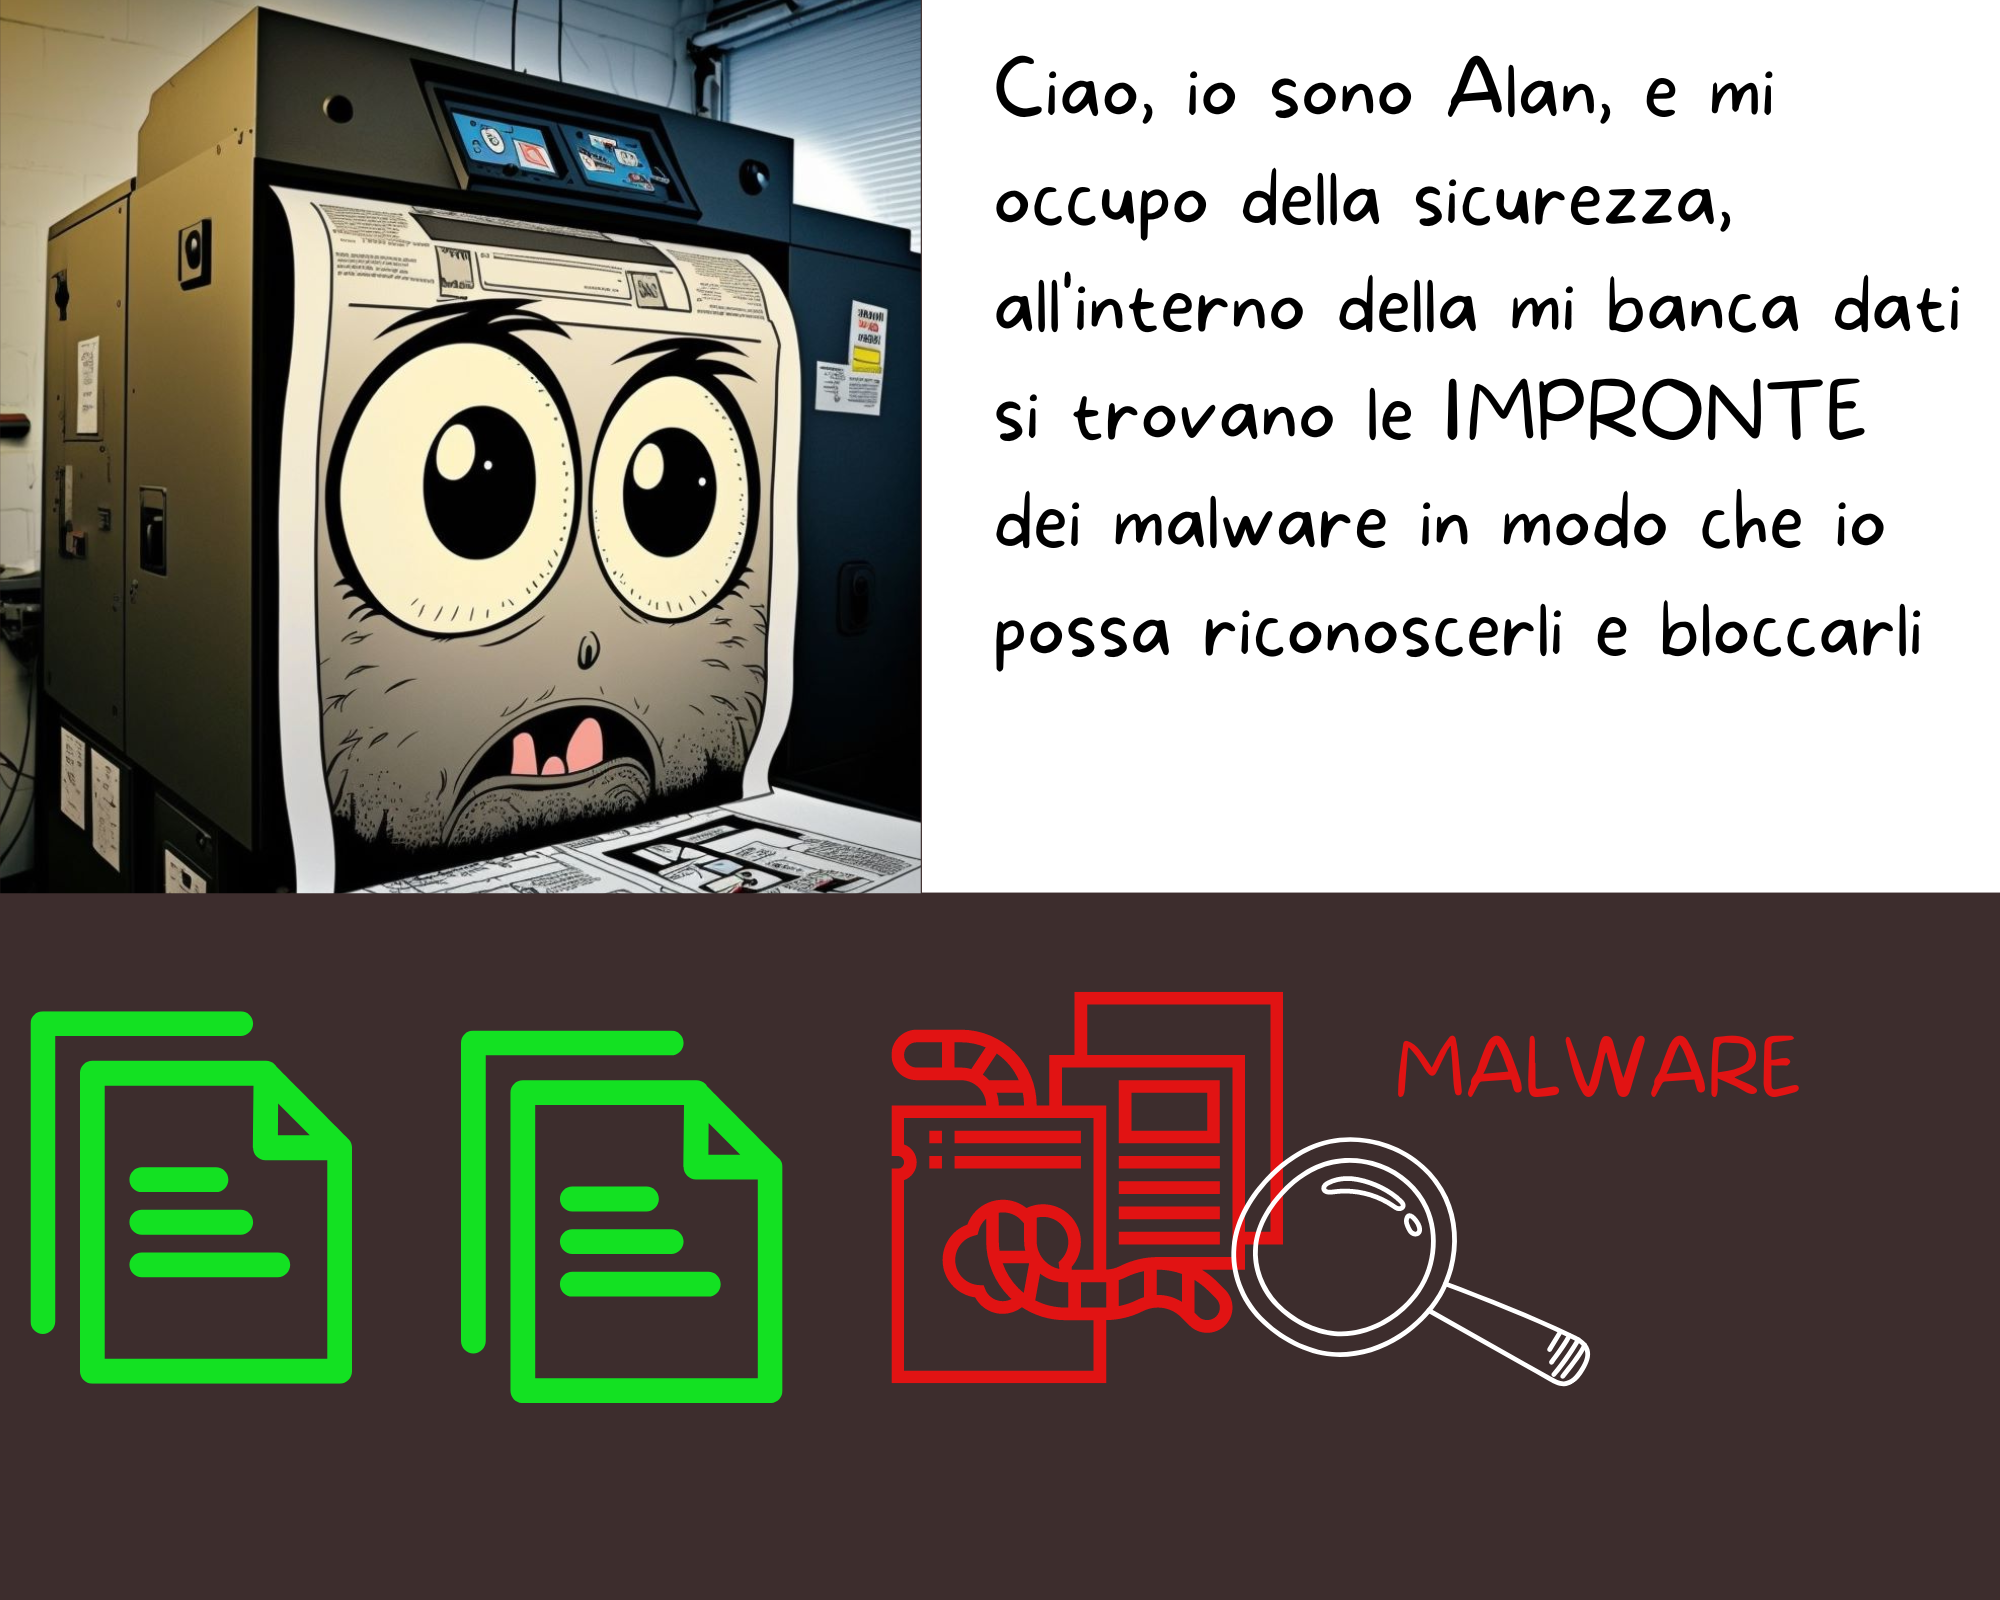 Ciao, io sono Alan, e mi
occupo della sicurezza,
all'interno della mi banca dati
si trovano le IMPRONTE
dei malware in modo che io
possa riconoscerli e bloccarli
MALWARE